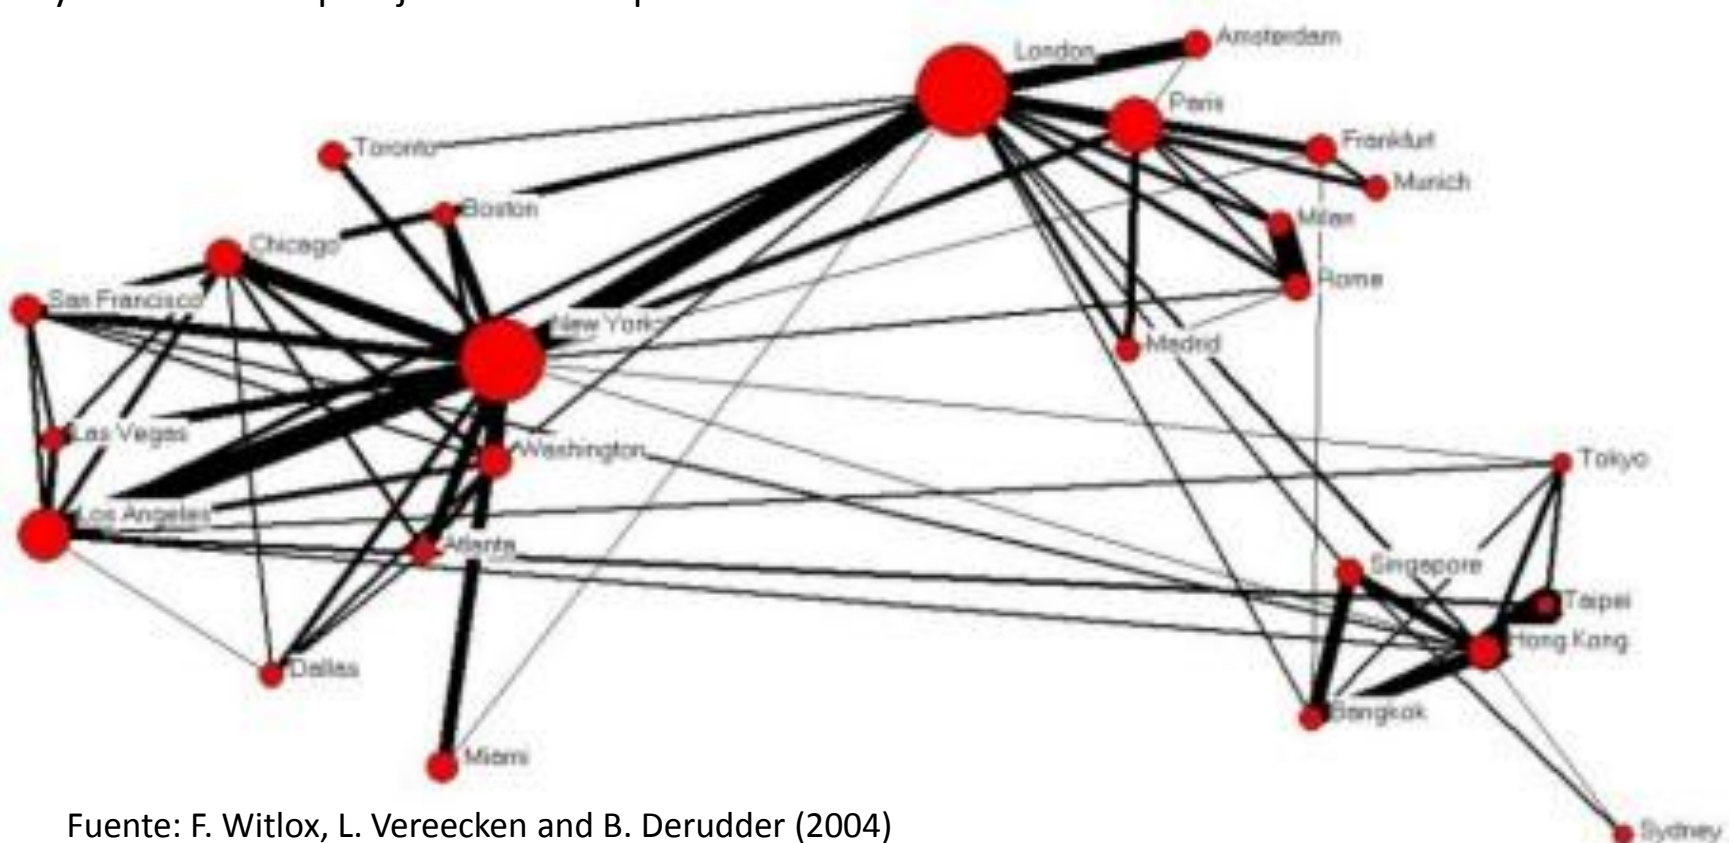 London
Amsterdam
Paris
Toronto
Frankfurt
Munich
Boston
Milan
Chicago
Rome
San Francisco
New York
Madrid
Las Vegas
Washington
Tokyo
Los Angeles
Atlanta
Singapore
Taipei
Hong Kong
Dallas
Bangkok
Miami
Fuente: F. Witlox, L. Vereecken and B. Derudder (2004)
Sydney